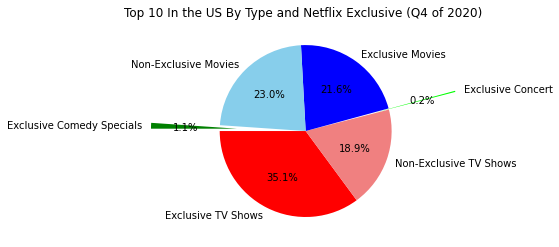 Top 10 In the US By Type and Netflix Exclusive (Q4 of 2020)
Exclusive Movies
Non-Exclusive Movies
21.6%
23.0%
Exclusive Concert
0.2%
Exclusive Comedy Specials
1.1%
18.9%
Non-Exclusive TV Shows
35.1%
Exclusive TV Shows